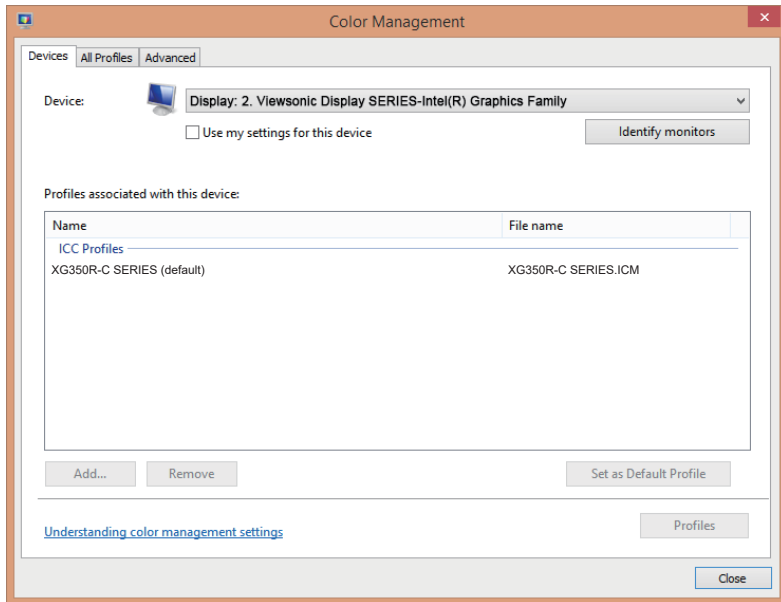 Color Management
Devices All Profiles Advanced
Device: Display: 2. Viewsonic Display SERIES-Intel(R) Graphics Family
Use my settings for this device Identify monitors
Profiles associated with this device:
Name File name
ICC Profiles
XG350R-C SERIES (default) XG350R-C SERIES.ICM
Add... Remove Set as Default Profile
Understanding color management settings Profiles
Close